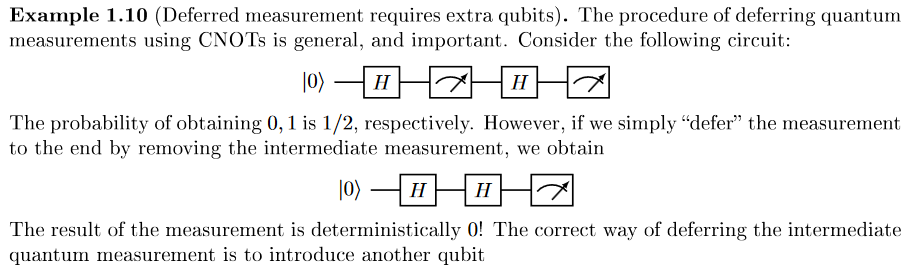 Example 1.10 (Deferred measurement requires extra qubits). The procedure of deferring quantum
measurements using CNOTs is general, and important. Consider the following circuit:
|0⟩ H H
The probability of obtaining 0, 1 is 1/2, respectively. However, if we simply “defer” the measurement
to the end by removing the intermediate measurement, we obtain
|0⟩ H H
The result of the measurement is deterministically 0! The correct way of deferring the intermediate
quantum measurement is to introduce another qubit